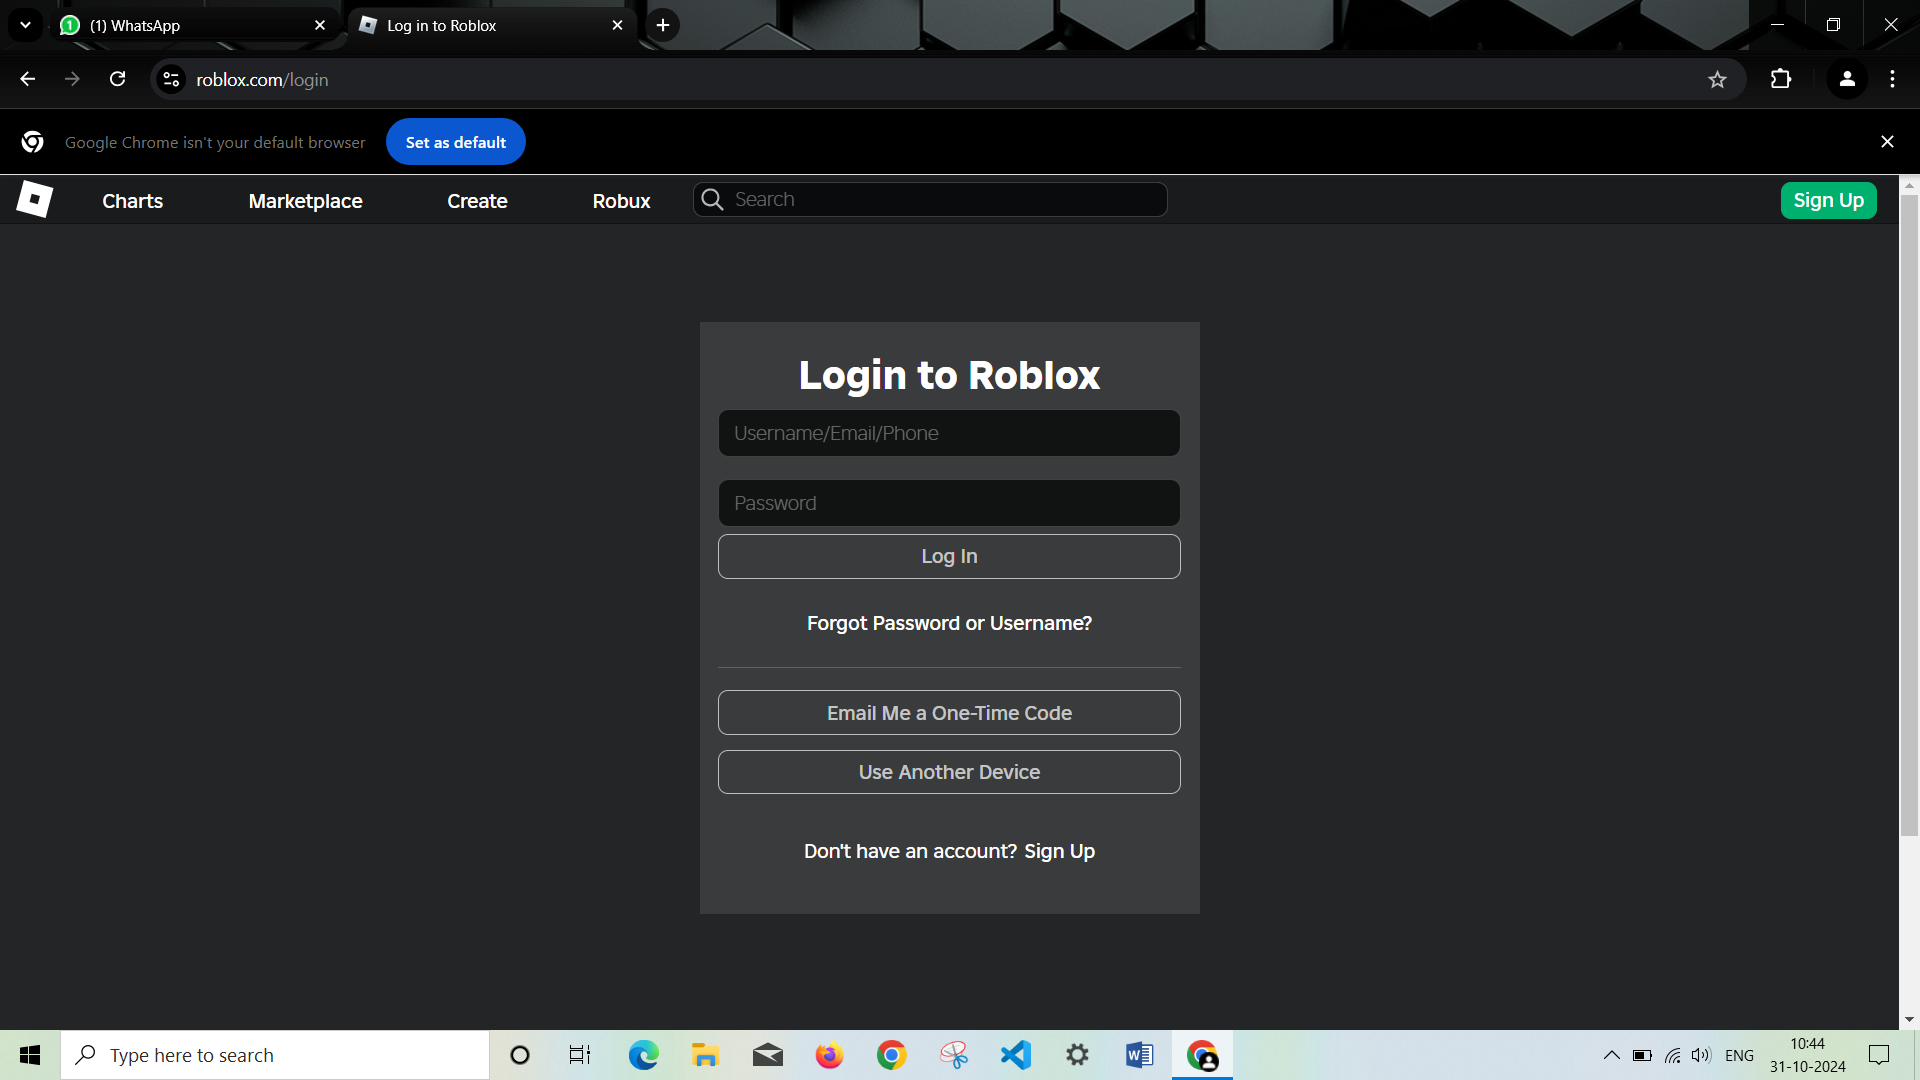 (1) WhatsApp
Log in to Roblox
roblox.com/login
Google Chrome isn't your default browser
Set as default
Charts
Marketplace
Create
Robux
Search
Sign Up
Login to Roblox
Username/Email/Phone
Password
Log In
Forgot Password or Username?
Email Me a One-Time Code
Use Another Device
Don't have an account? Sign Up
Type here to search
ENG
10:44
31-10-2024